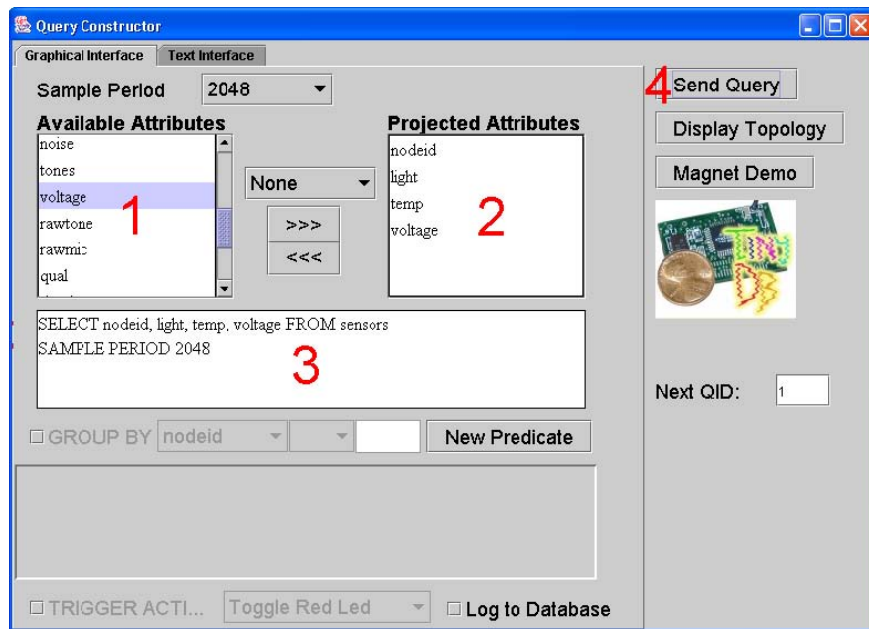 Query Constructor
Graphical Interface Text Interface
Sample Period 2048
Available Attributes
noise
tones
voltage
rawtone
rawmic
qual
1
None
>>>
<<<
Projected Attributes
nodeid
light
temp
voltage
2
SELECT nodeid, light, temp, voltage FROM sensors
SAMPLE PERIOD 2048
3
GROUP BY nodeid New Predicate
TRIGGER ACTI... Toggle Red Led Log to Database
4 Send Query
Display Topology
Magnet Demo
Next QID: 1